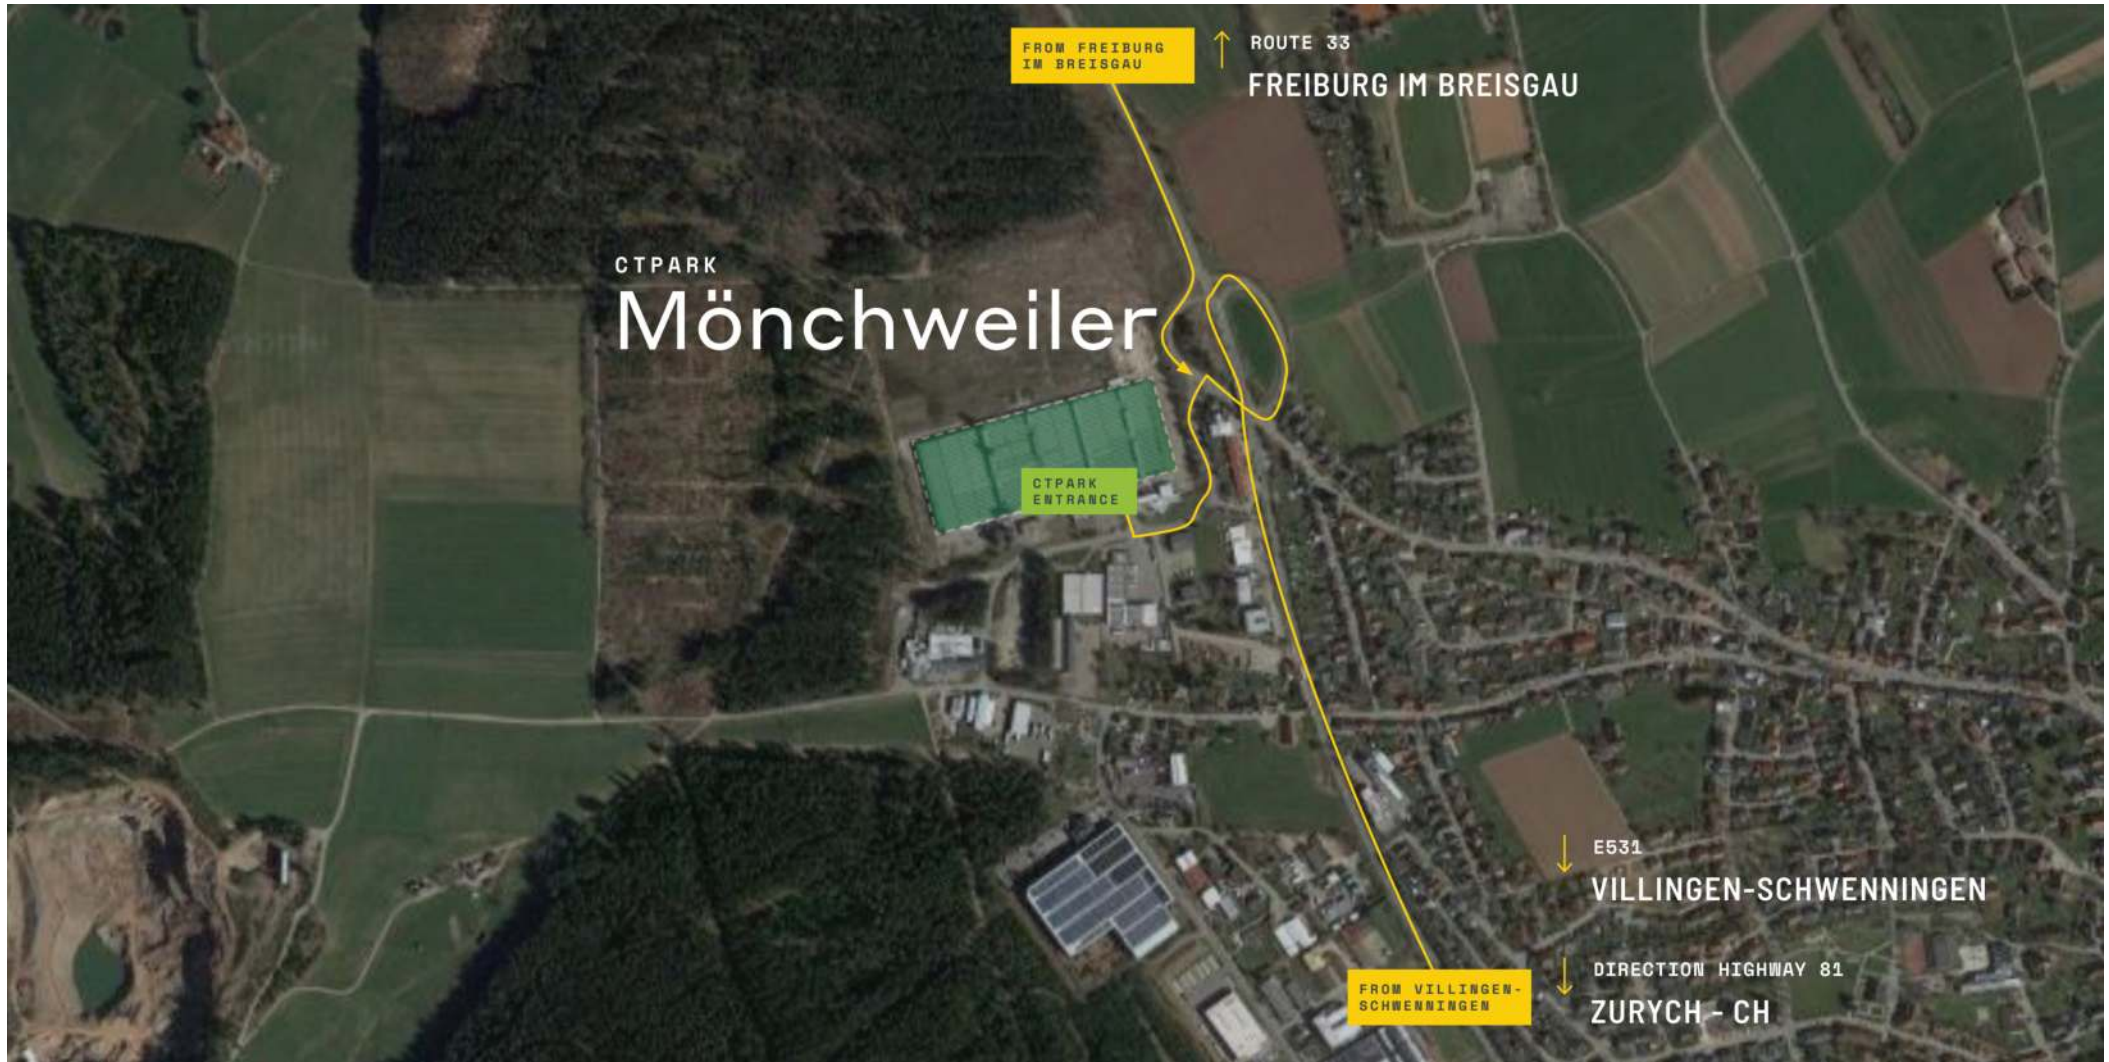 FROM FREIBURG
IM BREISGAU
ROUTE 33
FREIBURG IM BREISGAU
CTPARK
Mönchweiler
CTPARK
ENTRANCE
E531
VILLINGEN-SCHWENNINGEN
DIRECTION HIGHWAY 81
ZURYCH - CH
FROM VILLINGEN-
SCHWENNINGEN